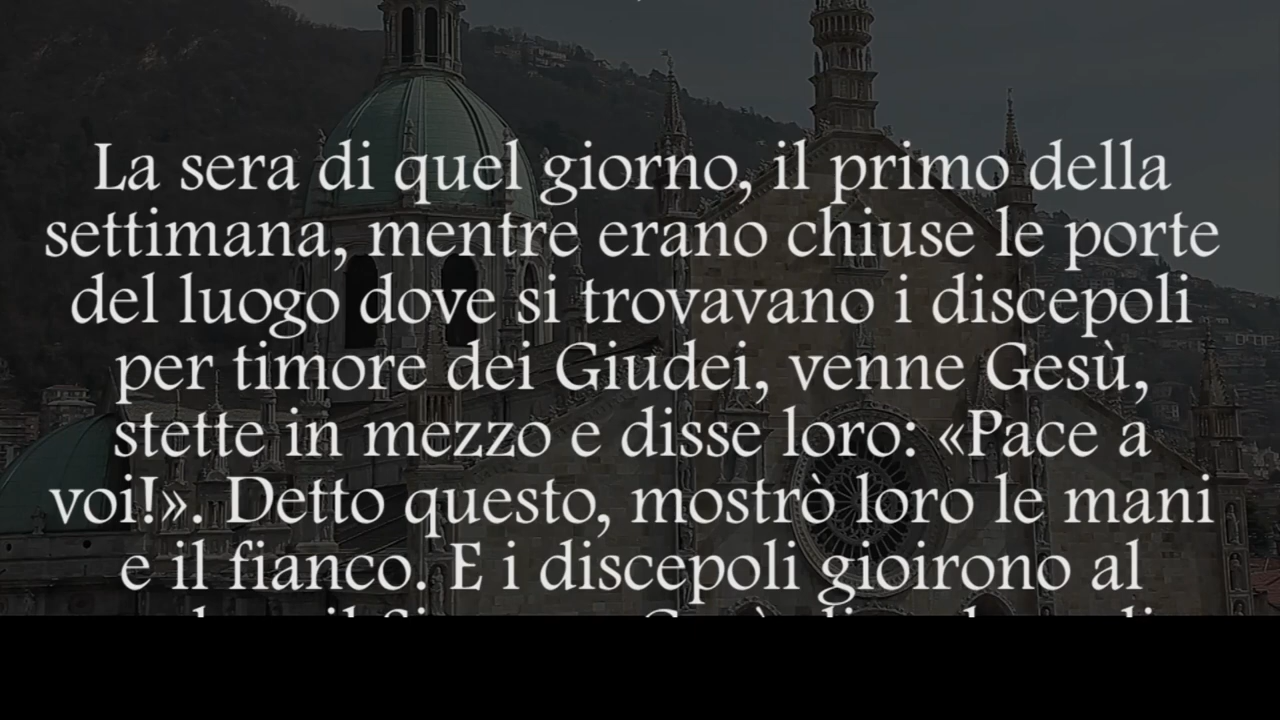 La sera di quel giorno, il primo della
settimana, mentre erano chiuse le porte
del luogo dove si trovavano i discepoli
per timore dei Giudei, venne Gesù,
stette in mezzo e disse loro: «Pace a
voi!». Detto questo, mostrò loro le mani
e il fianco. E i discepoli gioirono al